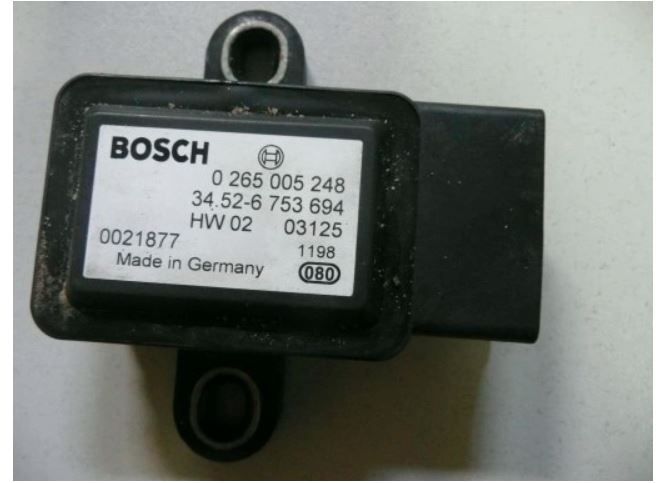 BOSCH
0 265 005 248
34.52-6 753 694
HW 02 03125
0021877 1198
Made in Germany 080